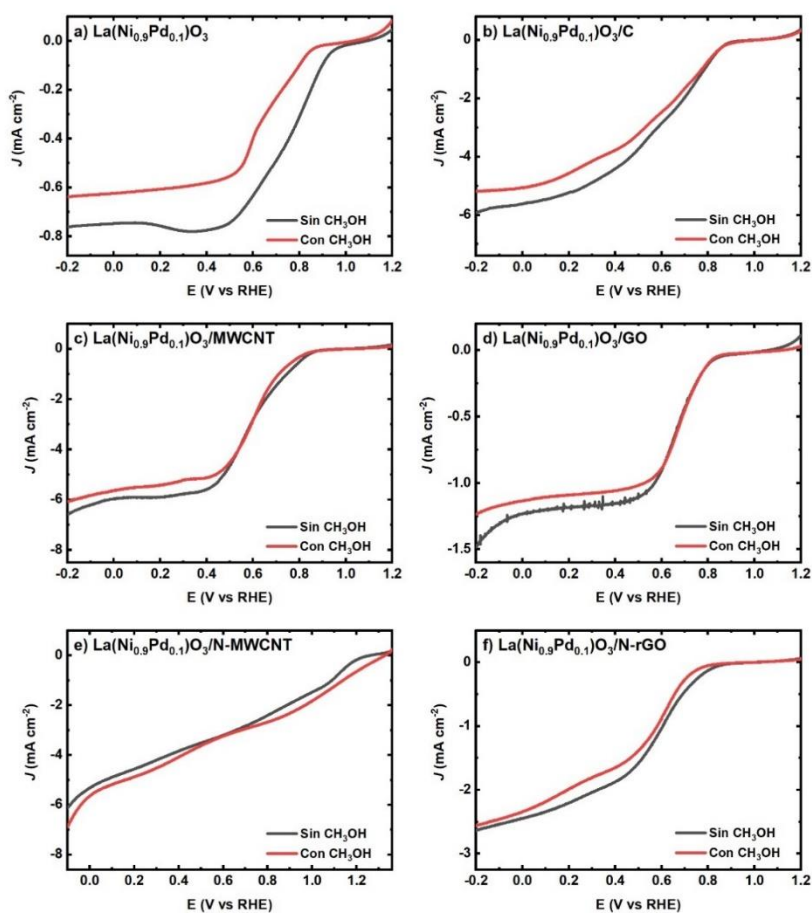 a) La(Ni0.9Pd0.1)O3
0.0
-0.2
-0.4
-0.6
-0.8
J (mA cm-2)
Sin CH3OH
Con CH3OH
-0.2 0.0 0.2 0.4 0.6 0.8 1.0 1.2
E (V vs RHE)
b) La(Ni0.9Pd0.1)O3/C
0
-2
-4
-6
J (mA cm-2)
Sin CH3OH
Con CH3OH
-0.2 0.0 0.2 0.4 0.6 0.8 1.0 1.2
E (V vs RHE)
c) La(Ni0.9Pd0.1)O3/MWCNT
0
-2
-4
-6
-8
J (mA cm-2)
Sin CH3OH
Con CH3OH
-0.2 0.0 0.2 0.4 0.6 0.8 1.0 1.2
E (V vs RHE)
d) La(Ni0.9Pd0.1)O3/GO
0.0
-0.5
-1.0
-1.5
J (mA cm-2)
Sin CH3OH
Con CH3OH
-0.2 0.0 0.2 0.4 0.6 0.8 1.0 1.2
E (V vs RHE)
e) La(Ni0.9Pd0.1)O3/N-MWCNT
0
-2
-4
-6
-8
J (mA cm-2)
Sin CH3OH
Con CH3OH
0.0 0.2 0.4 0.6 0.8 1.0 1.2
E (V vs RHE)
f) La(Ni0.9Pd0.1)O3/N-rGO
0
-1
-2
-3
J (mA cm-2)
Sin CH3OH
Con CH3OH
-0.2 0.0 0.2 0.4 0.6 0.8 1.0 1.2
E (V vs RHE)